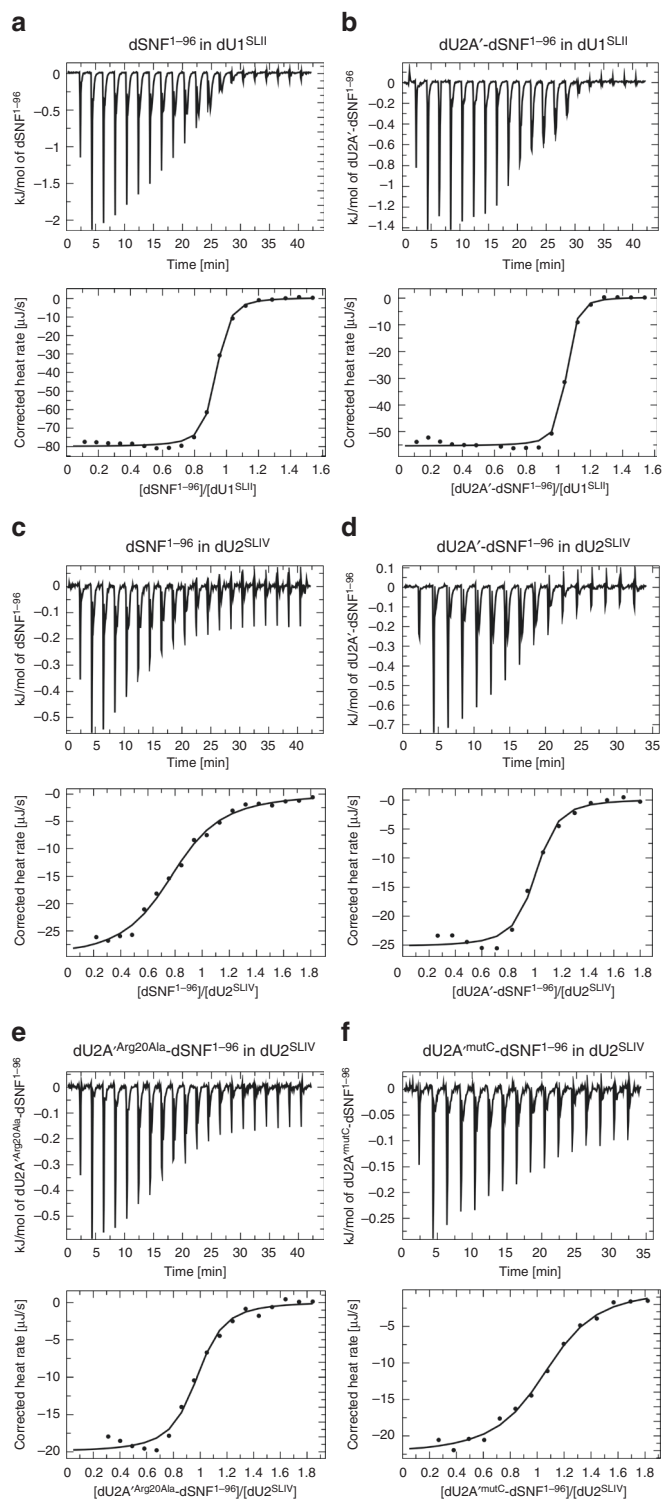 a
dSNF1–96 in dU1SLII
kJ/mol of dSNF1–96
0
−0.5
−1
−1.5
−2
0 5 10 15 20 25 30 35 40
Time [min]
Corrected heat rate [µJ/s]
0
−10
−20
−30
−40
−50
−60
−70
−80
0 0.2 0.4 0.6 0.8 1 1.2 1.4 1.6
[dSNF1–96]/[dU1SLII]
b
dU2A′-dSNF1–96 in dU1SLII
kJ/mol of dU2A′-dSNF1–96
0
−0.2
−0.4
−0.6
−0.8
−1
−1.2
−1.4
0 5 10 15 20 25 30 35 40
Time [min]
Corrected heat rate [µJ/s]
0
−10
−20
−30
−40
−50
0 0.2 0.4 0.6 0.8 1 1.2 1.4 1.6
[dU2A′-dSNF1–96]/[dU1SLII]
c
dSNF1–96 in dU2SLIV
kJ/mol of dSNF1–96
0
−0.1
−0.2
−0.3
−0.4
−0.5
0 5 10 15 20 25 30 35 40
Time [min]
Corrected heat rate [µJ/s]
−0
−5
−10
−15
−20
−25
0 0.2 0.4 0.6 0.8 1 1.2 1.4 1.6 1.8
[dSNF1–96]/[dU2SLIV]
d
dU2A′-dSNF1–96 in dU2SLIV
kJ/mol of dU2A′-dSNF1–96
0.1
0
−0.1
−0.2
−0.3
−0.4
−0.5
−0.6
−0.7
0 5 10 15 20 25 30 35
Time [min]
Corrected heat rate [µJ/s]
−0
−5
−10
−15
−20
−25
0 0.2 0.4 0.6 0.8 1 1.2 1.4 1.6 1.8
[dU2A′-dSNF1–96]/[dU2SLIV]
e
dU2A′Arg20Ala-dSNF1–96 in dU2SLIV
kJ/mol of dU2A′Arg20Ala-dSNF1–96
0
−0.1
−0.2
−0.3
−0.4
−0.5
0 5 10 15 20 25 30 35 40
Time [min]
Corrected heat rate [µJ/s]
0
−5
−10
−15
−20
0 0.2 0.4 0.6 0.8 1 1.2 1.4 1.6 1.8
[dU2A′Arg20Ala-dSNF1–96]/[dU2SLIV]
f
dU2A′mutC-dSNF1–96 in dU2SLIV
kJ/mol of dU2A′mutC-dSNF1–96
0
−0.05
−0.1
−0.15
−0.20
−0.25
0 5 10 15 20 25 30 35
Time [min]
Corrected heat rate [µJ/s]
−5
−10
−15
−20
0 0.2 0.4 0.6 0.8 1 1.2 1.4 1.6 1.8
[dU2A′mutC-dSNF1–96]/[dU2SLIV]